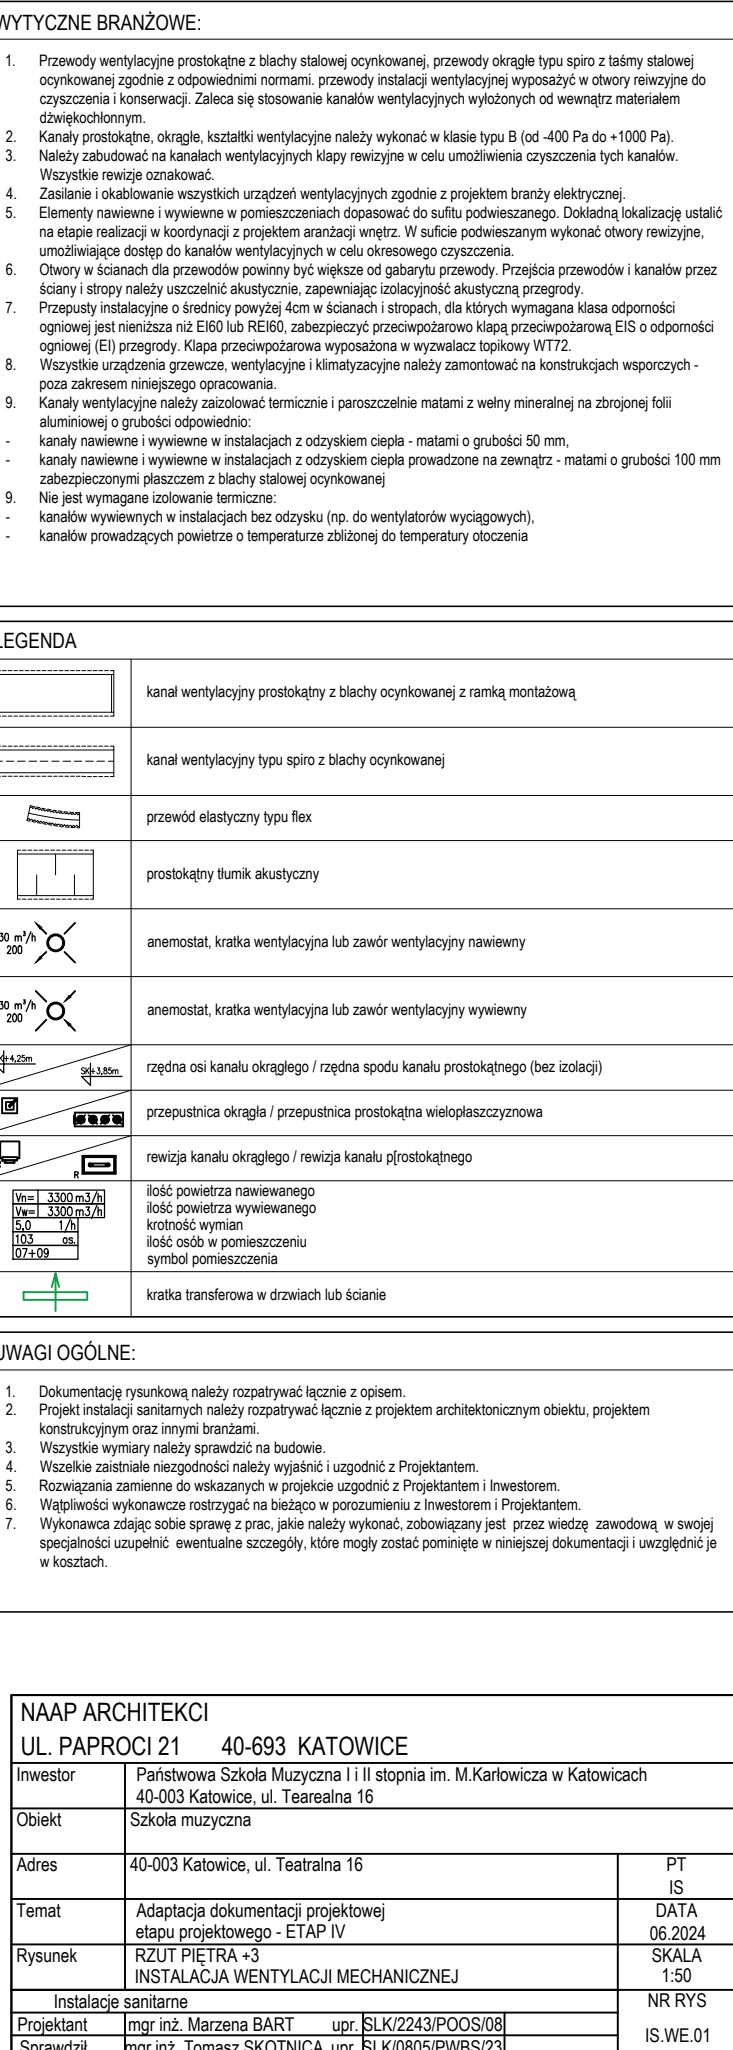 WYTYCZNE BRANŻOWE:
1. Przewody wentylacyjne prostokątne z blachy stalowej ocynkowanej, przewody okrągłe typu spiro z taśmy stalowej
ocynkowanej zgodnie z odpowiednimi normami. przewody instalacji wentylacyjnej wyposażyć w otwory reiwzyjne do
czyszczenia i konserwacji. Zaleca się stosowanie kanałów wentylacyjnych wyłożonych od wewnątrz materiałem
dźwiękochłonnym.
2. Kanały prostokątne, okrągłe, kształtki wentylacyjne należy wykonać w klasie typu B (od -400 Pa do +1000 Pa).
3. Należy zabudować na kanałach wentylacyjnych klapy rewizyjne w celu umożliwienia czyszczenia tych kanałów.
Wszystkie rewizje oznakować.
4. Zasilanie i okablowanie wszystkich urządzeń wentylacyjnych zgodnie z projektem branży elektrycznej.
5. Elementy nawiewne i wywiewne w pomieszczeniach dopasować do sufitu podwieszanego. Dokładną lokalizację ustalić
na etapie realizacji w koordynacji z projektem aranżacji wnętrz. W suficie podwieszanym wykonać otwory rewizyjne,
umożliwiające dostęp do kanałów wentylacyjnych w celu okresowego czyszczenia.
6. Otwory w ścianach dla przewodów powinny być większe od gabarytu przewody. Przejścia przewodów i kanałów przez
ściany i stropy należy uszczelnić akustycznie, zapewniając izolacyjność akustyczną przegrody.
7. Przepusty instalacyjne o średnicy powyżej 4cm w ścianach i stropach, dla których wymagana klasa odporności
ogniowej jest nieniższa niż EI60 lub REI60, zabezpieczyć przeciwpożarowo klapą przeciwpożarową EIS o odporności
ogniowej (EI) przegrody. Klapa przeciwpożarowa wyposażona w wyzwalacz topikowy WT72.
8. Wszystkie urządzenia grzewcze, wentylacyjne i klimatyzacyjne należy zamontować na konstrukcjach wsporczych -
poza zakresem niniejszego opracowania.
9. Kanały wentylacyjne należy zaizolować termicznie i paroszczelnie matami z wełny mineralnej na zbrojonej folii
aluminiowej o grubości odpowiednio:
- kanały nawiewne i wywiewne w instalacjach z odzyskiem ciepła - matami o grubości 50 mm,
- kanały nawiewne i wywiewne w instalacjach z odzyskiem ciepła prowadzone na zewnątrz - matami o grubości 100 mm
zabezpieczonymi płaszczem z blachy stalowej ocynkowanej
9. Nie jest wymagane izolowanie termiczne:
- kanałów wywiewnych w instalacjach bez odzysku (np. do wentylatorów wyciągowych),
- kanałów prowadzących powietrze o temperaturze zbliżonej do temperatury otoczenia
LEGENDA
kanał wentylacyjny prostokątny z blachy ocynkowanej z ramką montażową
kanał wentylacyjny typu spiro z blachy ocynkowanej
przewód elastyczny typu flex
prostokątny tłumik akustyczny
30 m³/h
200
anemostat, kratka wentylacyjna lub zawór wentylacyjny nawiewny
30 m³/h
200
anemostat, kratka wentylacyjna lub zawór wentylacyjny wywiewny
+4,25m
SK+3,85m
rzędna osi kanału okrągłego / rzędna spodu kanału prostokątnego (bez izolacji)
przepustnica okrągła / przepustnica prostokątna wielopłaszczyznowa
R
rewizja kanału okrągłego / rewizja kanału p[rostokątnego
Vn= 3300 m3/h
Vw= 3300 m3/h
5,0 1/h
103 os.
07+09
ilość powietrza nawiewanego
ilość powietrza wywiewanego
krotność wymian
ilość osób w pomieszczeniu
symbol pomieszczenia
kratka transferowa w drzwiach lub ścianie
UWAGI OGÓLNE:
1. Dokumentację rysunkową należy rozpatrywać łącznie z opisem.
2. Projekt instalacji sanitarnych należy rozpatrywać łącznie z projektem architektonicznym obiektu, projektem
konstrukcyjnym oraz innymi branżami.
3. Wszystkie wymiary należy sprawdzić na budowie.
4. Wszelkie zaistniałe niezgodności należy wyjaśnić i uzgodnić z Projektantem.
5. Rozwiązania zamienne do wskazanych w projekcie uzgodnić z Projektantem i Inwestorem.
6. Wątpliwości wykonawcze rostrzygać na bieżąco w porozumieniu z Inwestorem i Projektantem.
7. Wykonawca zdając sobie sprawę z prac, jakie należy wykonać, zobowiązany jest przez wiedzę zawodową w swojej
specjalności uzupełnić ewentualne szczegóły, które mogły zostać pominięte w niniejszej dokumentacji i uwzględnić je
w kosztach.
NAAP ARCHITEKCI
UL. PAPROCI 21 40-693 KATOWICE
Inwestor Państwowa Szkoła Muzyczna I i II stopnia im. M.Karłowicza w Katowicach
40-003 Katowice, ul. Tearealna 16
Obiekt Szkoła muzyczna
Adres 40-003 Katowice, ul. Teatralna 16 PT
IS
Temat Adaptacja dokumentacji projektowej DATA
etapu projektowego - ETAP IV 06.2024
Rysunek RZUT PIĘTRA +3 SKALA
INSTALACJA WENTYLACJI MECHANICZNEJ 1:50
Instalacje sanitarne NR RYS
Projektant mgr inż. Marzena BART upr. SLK/2243/POOS/08
IS.WE.01
Sprawdził mgr inż. Tomasz SKOTNICA upr. SLK/0805/PWBS/23